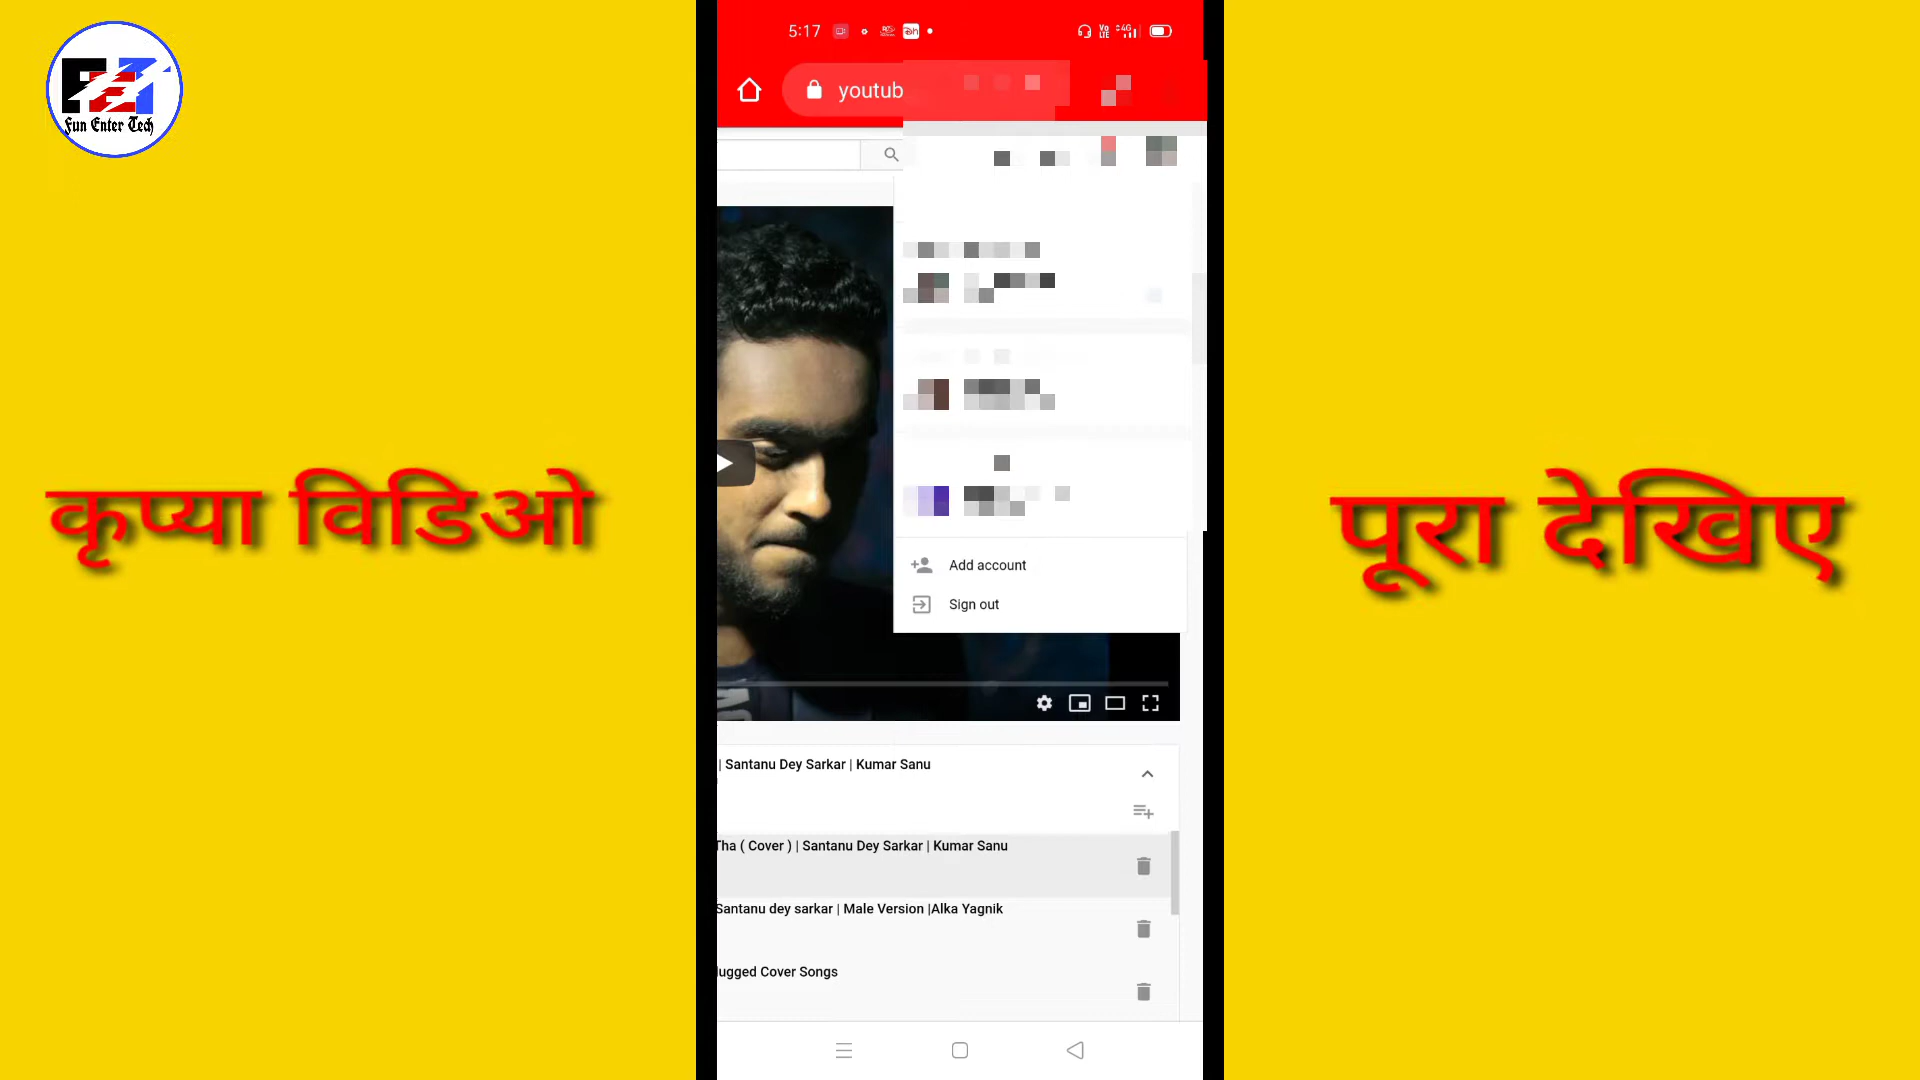 Fun Enter Tech
कृप्या विडिओ
पूरा देखिए
5:17
youtub
Add account
Sign out
| Santanu Dey Sarkar | Kumar Sanu
Tha ( Cover ) | Santanu Dey Sarkar | Kumar Sanu
Santanu dey sarkar | Male Version |Alka Yagnik
lugged Cover Songs